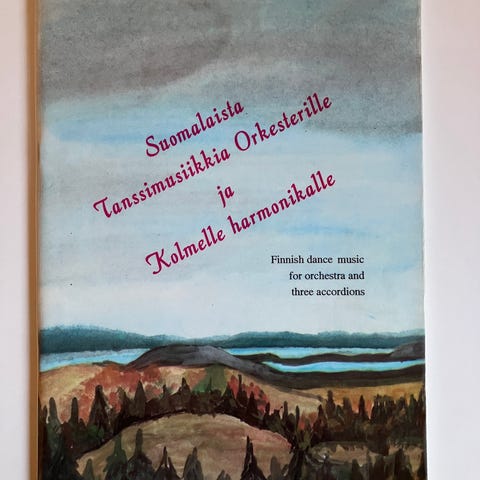 Suomalaista
Tanssimusiikkia Orkesterille
ja
Kolmelle harmonikalle
Finnish dance music
for orchestra and
three accordions